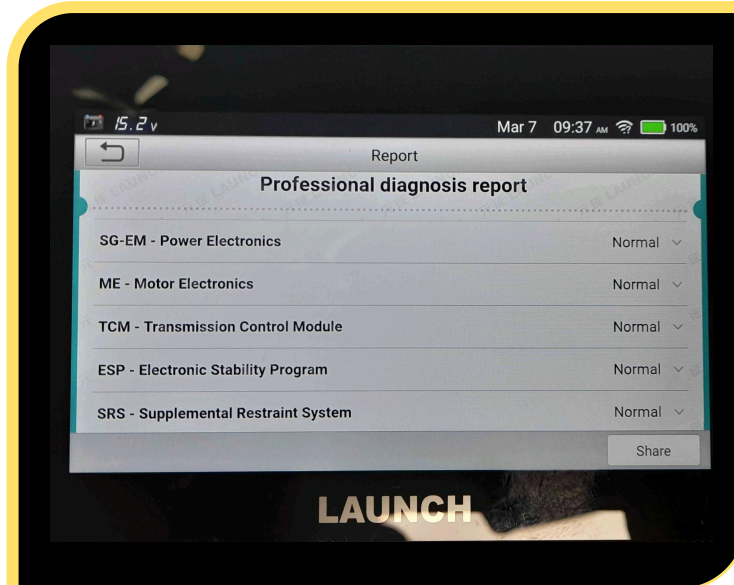 15.2 v Mar 7 09:37 AM 100%
Report
Professional diagnosis report
SG-EM - Power Electronics Normal
ME - Motor Electronics Normal
TCM - Transmission Control Module Normal
ESP - Electronic Stability Program Normal
SRS - Supplemental Restraint System Normal
Share
LAUNCH